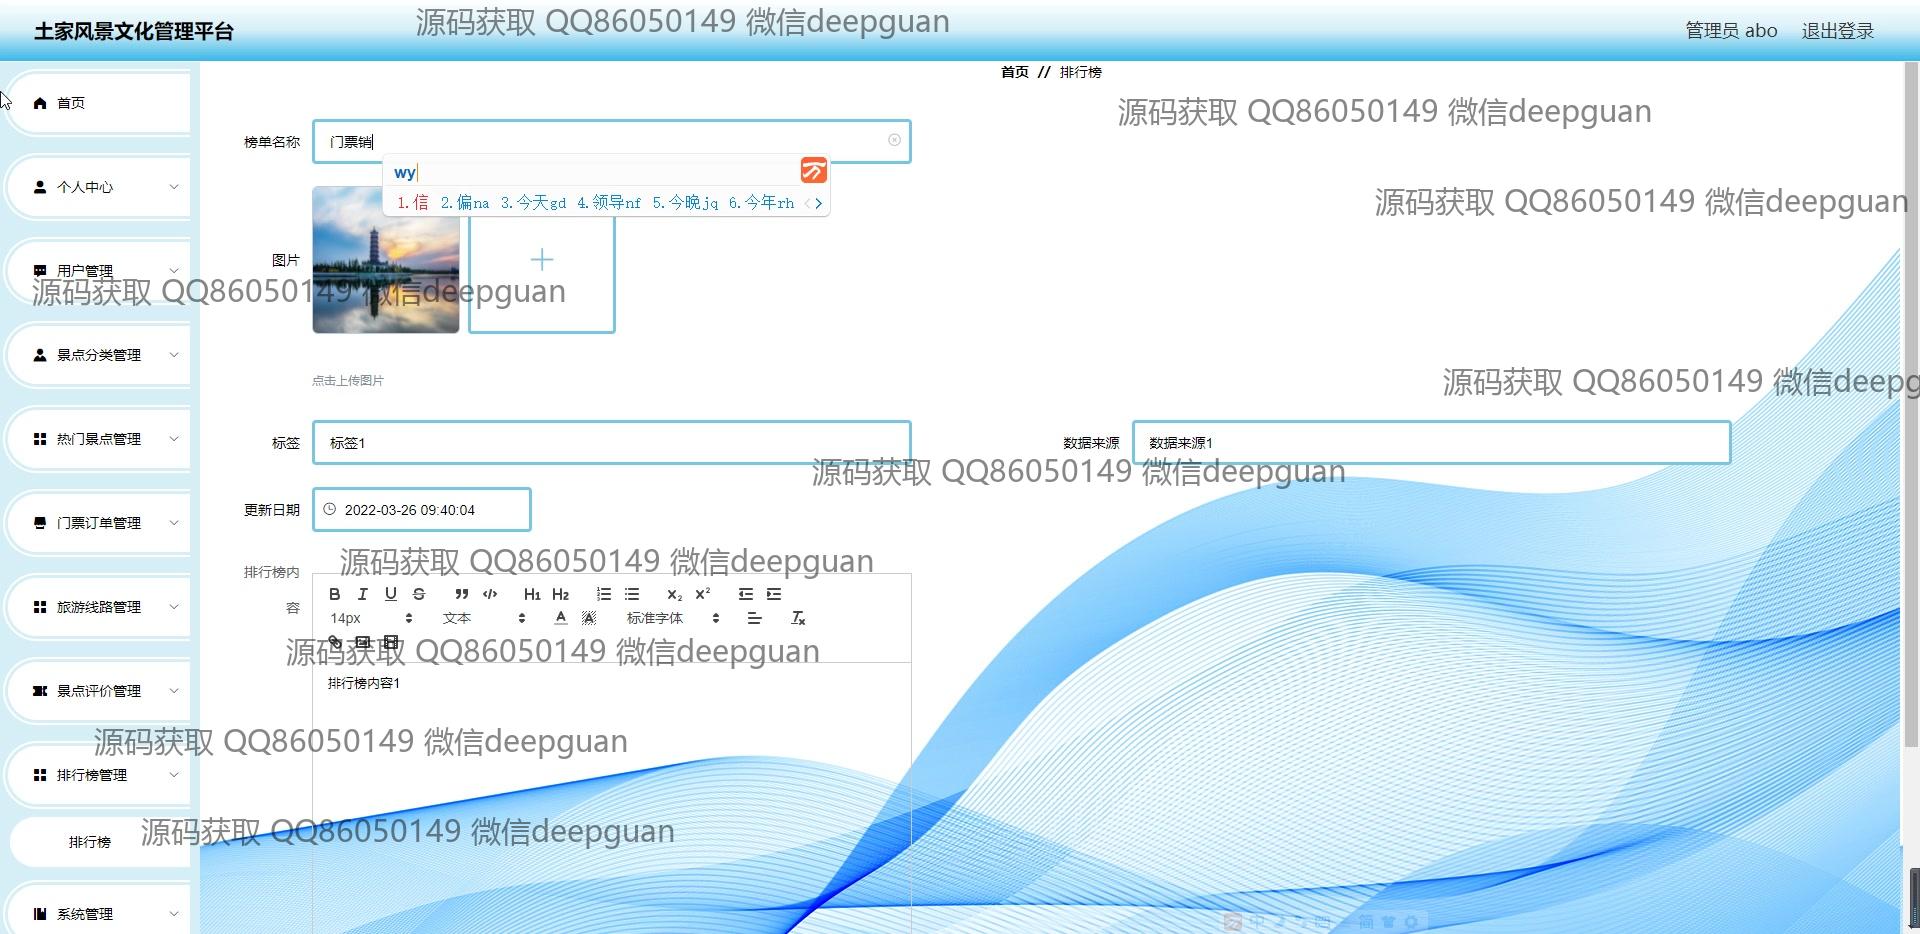 土家风景文化管理平台
源码获取 QQ86050149 微信deepguan
管理员 abo
退出登录
首页 // 排行榜
首页
榜单名称
门票销
源码获取 QQ86050149 微信deepguan
wy
1.信 2.偏na 3.今天gd 4.领导nf 5.今晚jq 6.今年rh
个人中心
源码获取 QQ86050149 微信deepguan
图片
用户管理
源码获取 QQ86050149 微信deepguan
景点分类管理
点击上传图片
源码获取 QQ86050149 微信deepg
热门景点管理
标签
标签1
数据来源
数据来源1
源码获取 QQ86050149 微信deepguan
更新日期
2022-03-26 09:40:04
门票订单管理
源码获取 QQ86050149 微信deepguan
排行榜内
容
B I U S H1 H2 X2 X2
14px 文本 A A 标准字体 Tx
旅游线路管理
源码获取 QQ86050149 微信deepguan
排行榜内容1
景点评价管理
源码获取 QQ86050149 微信deepguan
排行榜管理
源码获取 QQ86050149 微信deepguan
排行榜
系统管理
中 简